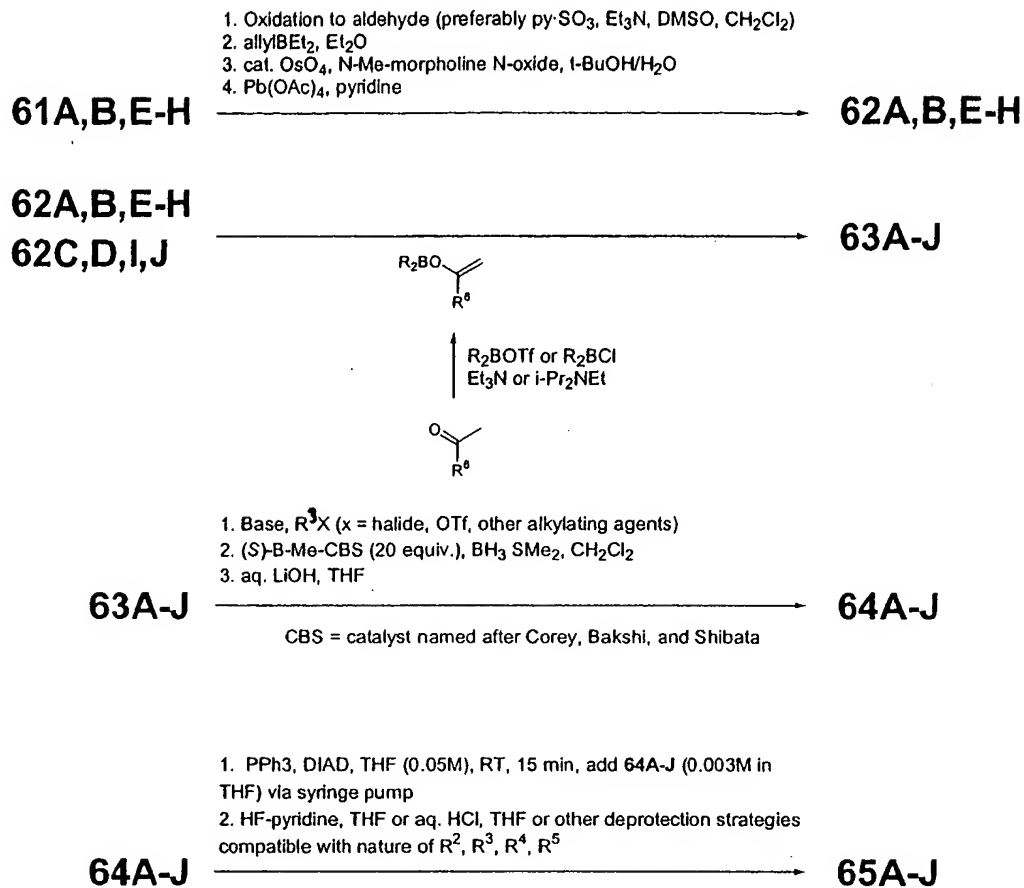 1. Oxidation to aldehyde (preferably py·SO3, Et3N, DMSO, CH2Cl2)
2. allylBEt2, Et2O
3. cat. OsO4, N-Me-morpholine N-oxide, t-BuOH/H2O
4. Pb(OAc)4, pyridine
61A,B,E-H
62A,B,E-H
62A,B,E-H
62C,D,I,J
63A-J
R2BO
R6
R2BOTf or R2BCl
Et3N or i-Pr2NEt
O
R6
1. Base, R3X (x = halide, OTf, other alkylating agents)
2. (S)-B-Me-CBS (20 equiv.), BH3 SMe2, CH2Cl2
3. aq. LiOH, THF
63A-J
64A-J
CBS = catalyst named after Corey, Bakshi, and Shibata
1. PPh3, DIAD, THF (0.05M), RT, 15 min, add 64A-J (0.003M in
THF) via syringe pump
2. HF-pyridine, THF or aq. HCl, THF or other deprotection strategies
compatible with nature of R2, R3, R4, R5
64A-J
65A-J